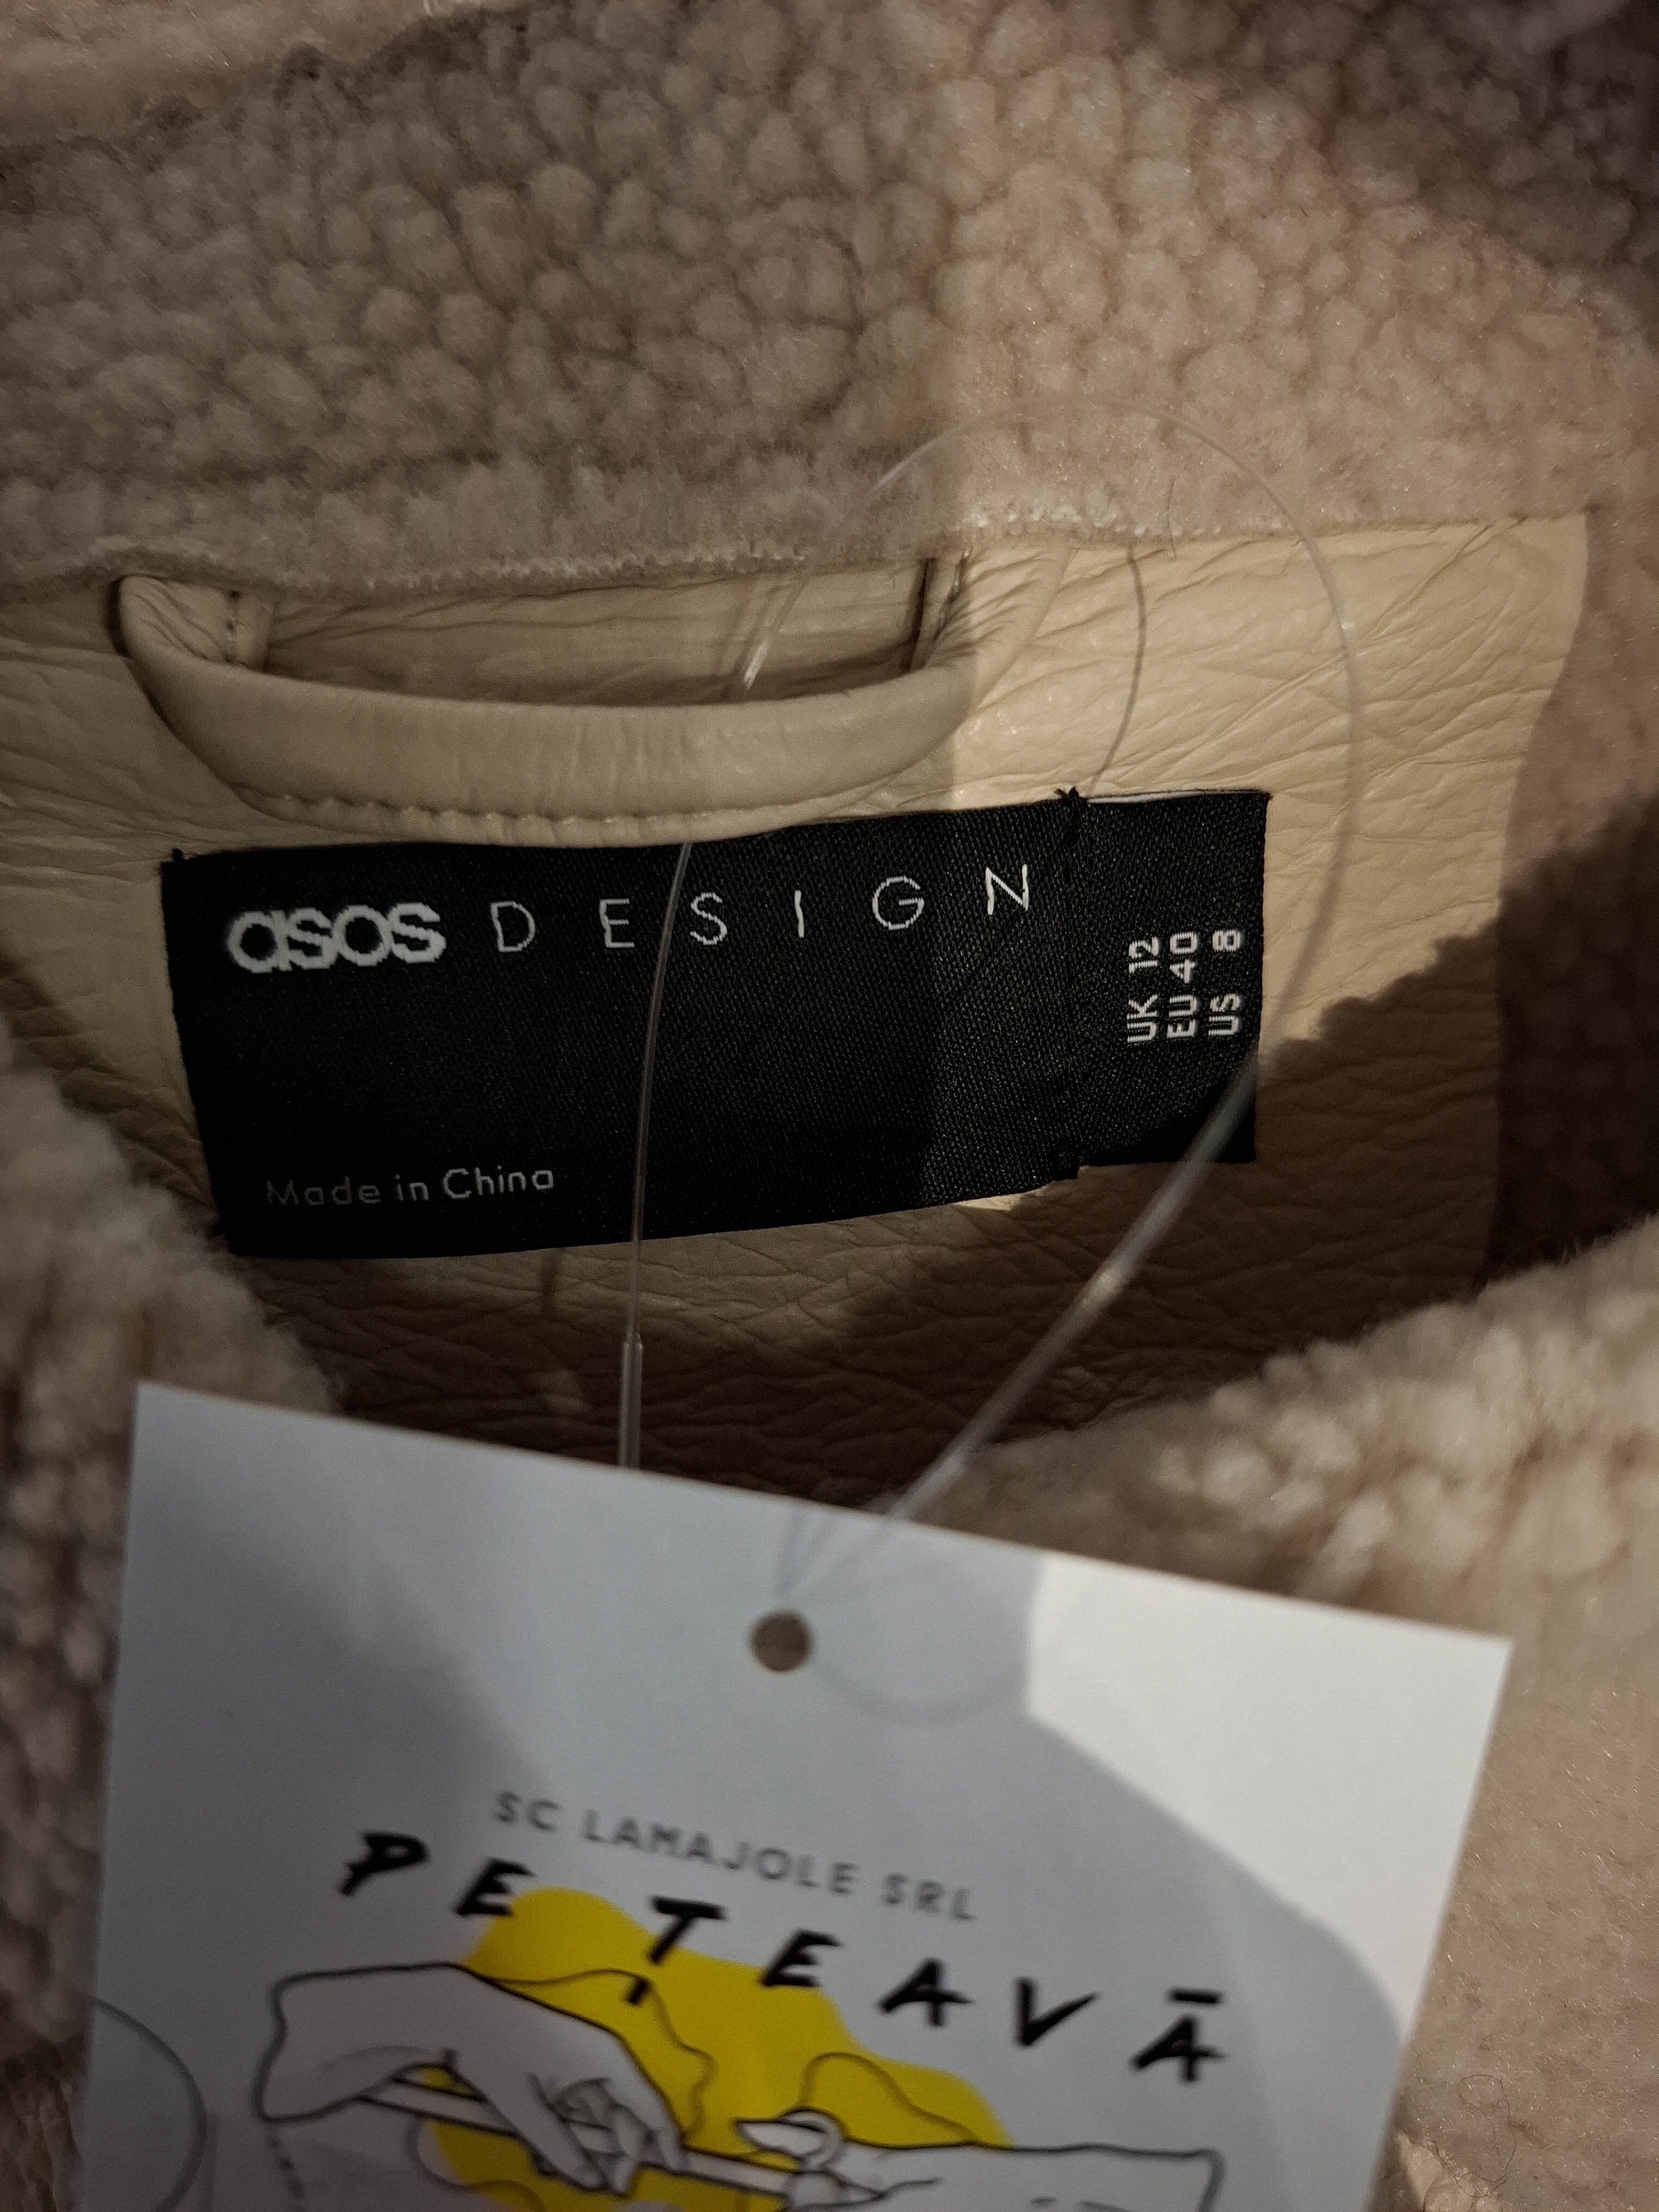 asos DESIGN
UK 12
EU 40
US 8
Made in China
SC LAMAJOLE SRL
PE ȚEAVĂ